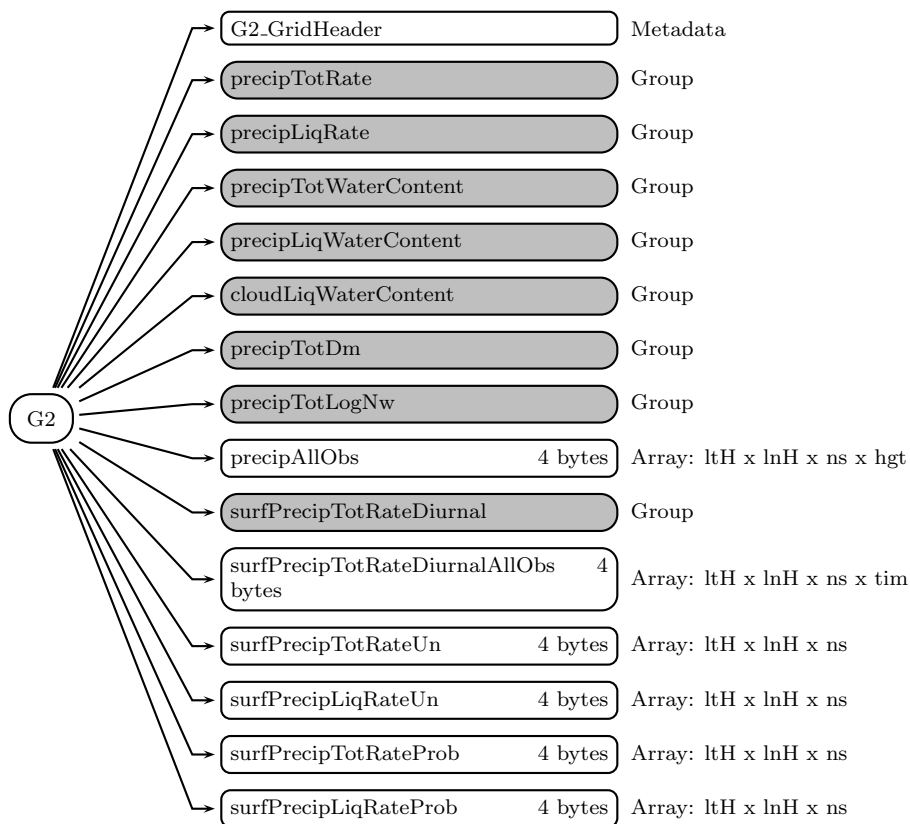 G2_GridHeader Metadata
precipTotRate Group
precipLiqRate Group
precipTotWaterContent Group
precipLiqWaterContent Group
cloudLiqWaterContent Group
precipTotDm Group
precipTotLogNw Group
G2
precipAllObs 4 bytes Array: ltH x lnH x ns x hgt
surfPrecipTotRateDiurnal Group
surfPrecipTotRateDiurnalAllObs 4
bytes
Array: ltH x lnH x ns x tim
surfPrecipTotRateUn 4 bytes Array: ltH x lnH x ns
surfPrecipLiqRateUn 4 bytes Array: ltH x lnH x ns
surfPrecipTotRateProb 4 bytes Array: ltH x lnH x ns
surfPrecipLiqRateProb 4 bytes Array: ltH x lnH x ns